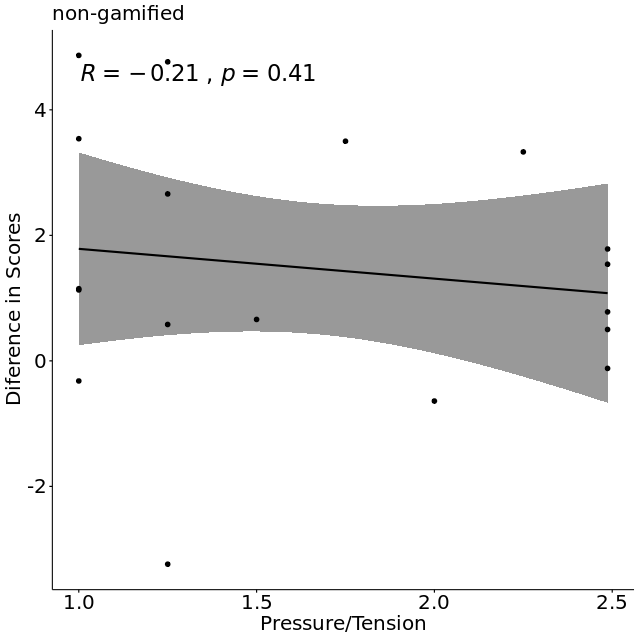 non-gamified
R = −0.21 , p = 0.41
4
2
0
-2
Diference in Scores
1.0 1.5 2.0 2.5
Pressure/Tension